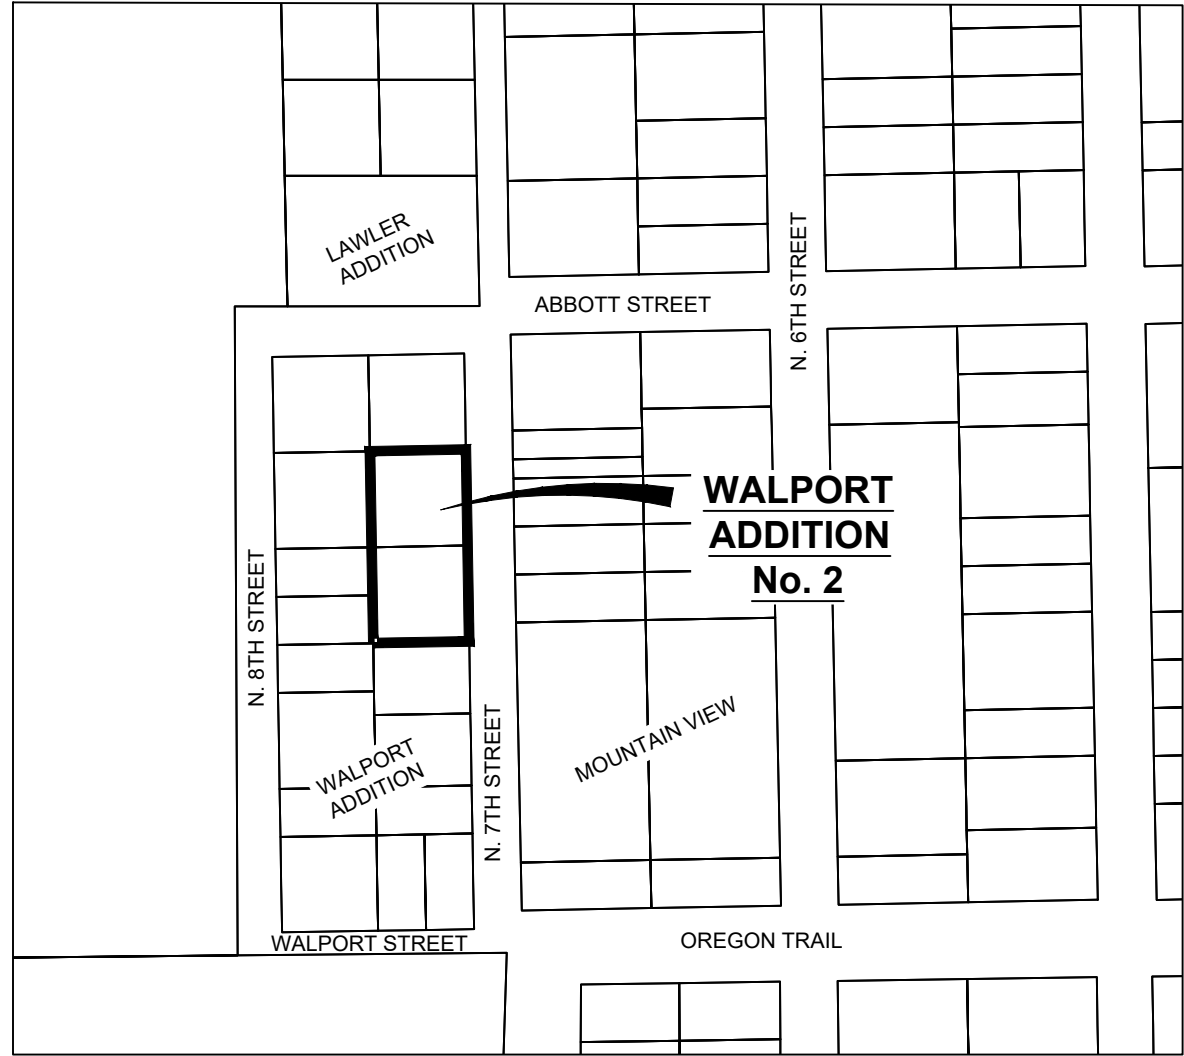 LAWLER
ADDITION
ABBOTT STREET
N. 6TH STREET
WALPORT
ADDITION
No. 2
N. 8TH STREET
N. 7TH STREET
MOUNTAIN VIEW
WALPORT
ADDITION
WALPORT STREET
OREGON TRAIL